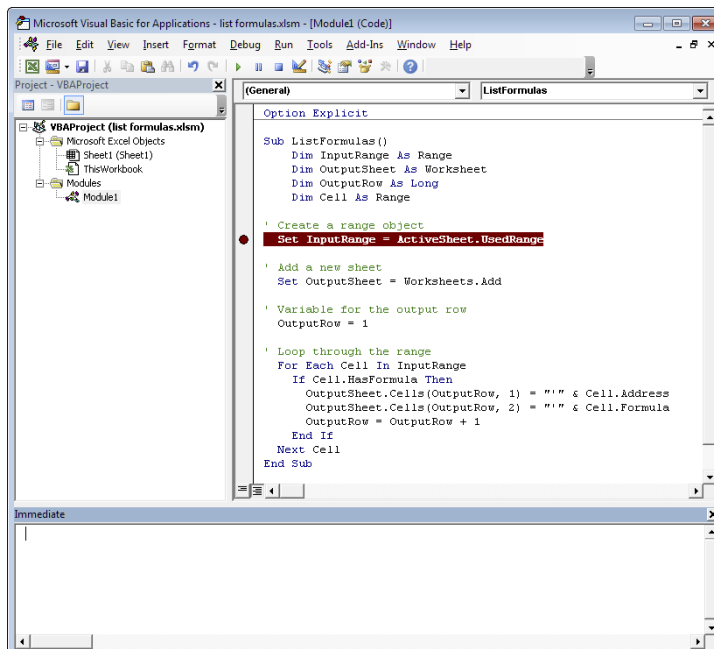 Microsoft Visual Basic for Applications - list formulas.xlsm - [Module1 (Code)]
File Edit View Insert Format Debug Run Tools Add-Ins Window Help
Project - VBAProject
VBAProject (list formulas.xlsm)
Microsoft Excel Objects
Sheet1 (Sheet1)
ThisWorkbook
Modules
Module1
(General) ListFormulas
Option Explicit
Sub ListFormulas()
Dim InputRange As Range
Dim OutputSheet As Worksheet
Dim OutputRow As Long
Dim Cell As Range
' Create a range object
Set InputRange = ActiveSheet.UsedRange
' Add a new sheet
Set OutputSheet = Worksheets.Add
' Variable for the output row
OutputRow = 1
' Loop through the range
For Each Cell In InputRange
If Cell.HasFormula Then
OutputSheet.Cells(OutputRow, 1) = "'" & Cell.Address
OutputSheet.Cells(OutputRow, 2) = "'" & Cell.Formula
OutputRow = OutputRow + 1
End If
Next Cell
End Sub
Immediate